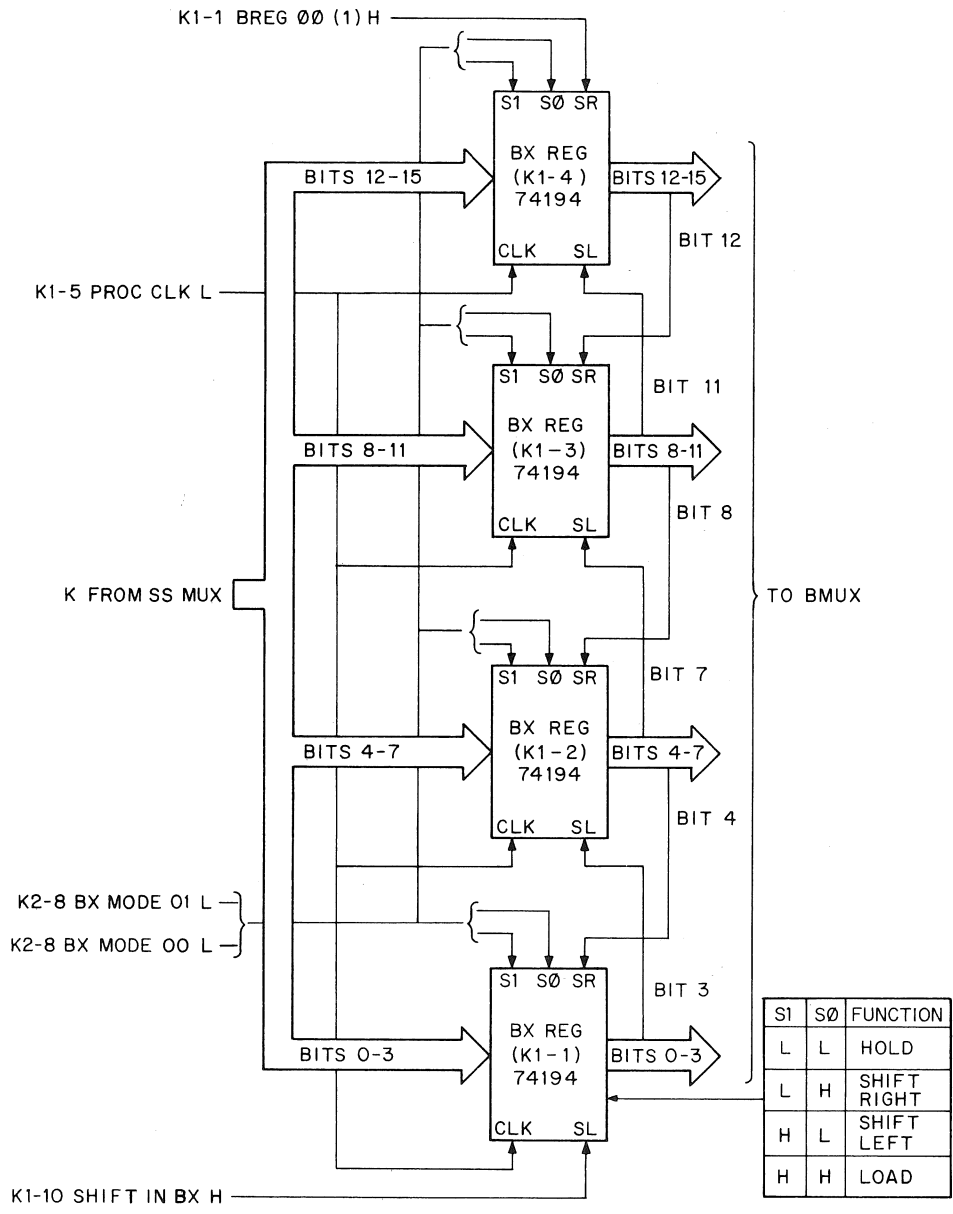 K1-1 BREG 00 (1) H
S1 SØ SR
BX REG
(K1-4)
74194
CLK SL
BITS 12-15
BITS 12-15
BIT 12
K1-5 PROC CLK L
S1 SØ SR
BX REG
(K1-3)
74194
CLK SL
BIT 11
BITS 8-11
BITS 8-11
BIT 8
K FROM SS MUX
TO BMUX
S1 SØ SR
BX REG
(K1-2)
74194
CLK SL
BIT 7
BITS 4-7
BITS 4-7
BIT 4
K2-8 BX MODE 01 L
K2-8 BX MODE 00 L
S1 SØ SR
BX REG
(K1-1)
74194
CLK SL
BIT 3
BITS 0-3
BITS 0-3
K1-10 SHIFT IN BX H
S1 SØ FUNCTION
L L HOLD
L H SHIFT RIGHT
H L SHIFT LEFT
H H LOAD